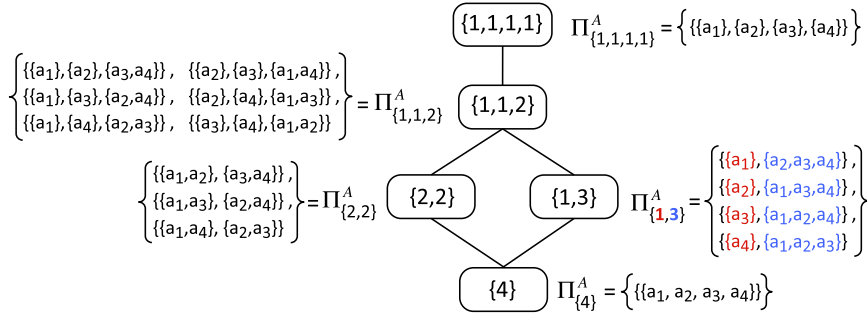 {1,1,1,1} Π^A_{1,1,1,1} = {{{a₁},{a₂},{a₃},{a₄}}}
{{{a₁},{a₂},{a₃,a₄}} , {{a₂},{a₃},{a₁,a₄}} ,
{{a₁},{a₃},{a₂,a₄}} , {{a₂},{a₄},{a₁,a₃}} ,
{{a₁},{a₄},{a₂,a₃}} , {{a₃},{a₄},{a₁,a₂}}} = Π^A_{1,1,2}
{1,1,2}
{{{a₁,a₂}, {a₃,a₄}} ,
{{a₁,a₃}, {a₂,a₄}} ,
{{a₁,a₄}, {a₂,a₃}}} = Π^A_{2,2}
{2,2}
{1,3}
Π^A_{1,3} = {{{a₁},{a₂,a₃,a₄}} ,
{{a₂},{a₁,a₃,a₄}} ,
{{a₃},{a₁,a₂,a₄}} ,
{{a₄},{a₁,a₂,a₃}}}
{4} Π^A_{4} = {{{a₁, a₂, a₃, a₄}}}